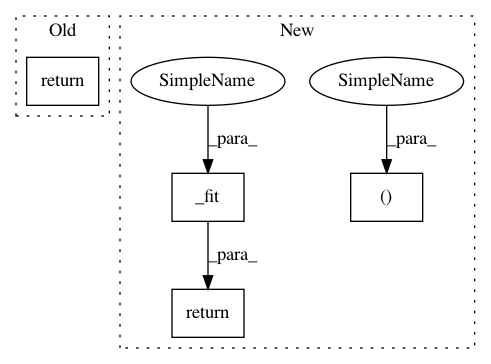 Old
New
return
SimpleName
SimpleName
_para_
_para_
_fit
()
_para_
return